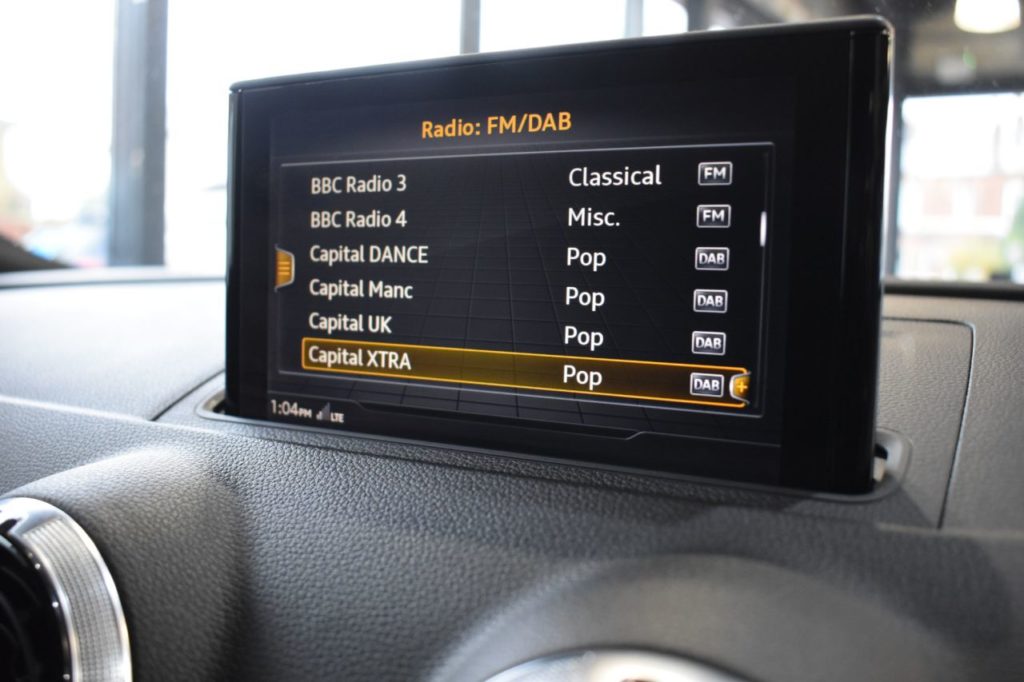 Radio: FM/DAB
BBC Radio 3 Classical FM
BBC Radio 4 Misc. FM
Capital DANCE Pop DAB
Capital Manc Pop DAB
Capital UK Pop DAB
Capital XTRA Pop DAB +
1:04PM LTE